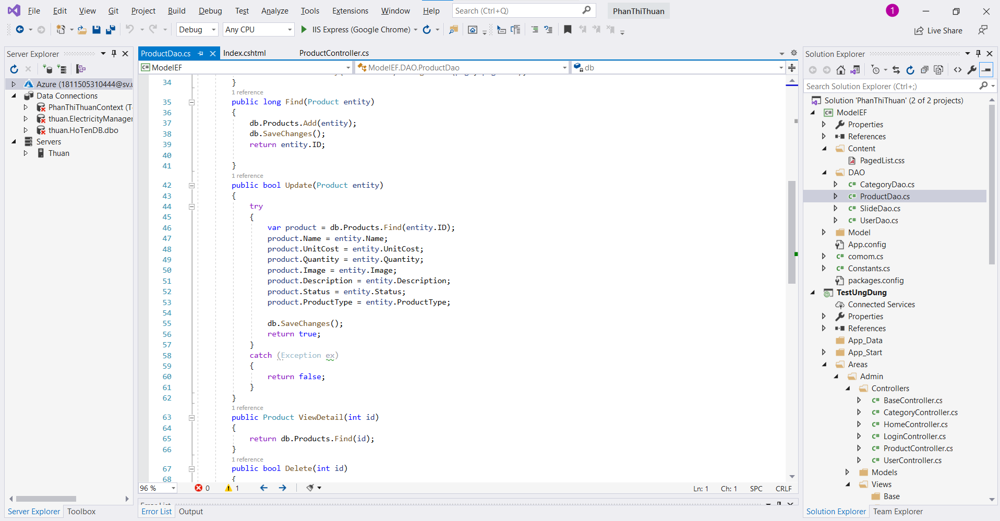 File Edit View Git Project Build Debug Test Analyze Tools Extensions Window Help Search (Ctrl+Q) PhanThiThuan 1
Debug Any CPU IIS Express (Google Chrome) Live Share
Server Explorer
Azure (1811505310444@sv.u
Data Connections
PhanThiThuanContext (T
thuan.ElectricityManager
thuan.HoTenDB.dbo
Servers
Thuan
Server Explorer Toolbox
ProductDao.cs Index.cshtml ProductController.cs
C# ModelEF ModelEF.DAO.ProductDao db
34 }
1 reference
35 public long Find(Product entity)
36 {
37 db.Products.Add(entity);
38 db.SaveChanges();
39 return entity.ID;
40
41 }
1 reference
42 public bool Update(Product entity)
43 {
44 try
45 {
46 var product = db.Products.Find(entity.ID);
47 product.Name = entity.Name;
48 product.UnitCost = entity.UnitCost;
49 product.Quantity = entity.Quantity;
50 product.Image = entity.Image;
51 product.Description = entity.Description;
52 product.Status = entity.Status;
53 product.ProductType = entity.ProductType;
54
55 db.SaveChanges();
56 return true;
57 }
58 catch (Exception ex)
59 {
60 return false;
61 }
62 }
1 reference
63 public Product ViewDetail(int id)
64 {
65 return db.Products.Find(id);
66 }
1 reference
67 public bool Delete(int id)
68 {
96 % 0 1 Ln: 1 Ch: 1 SPC CRLF
Error List
Error List Output
Solution Explorer
Search Solution Explorer (Ctrl+;)
Solution 'PhanThiThuan' (2 of 2 projects)
C# ModelEF
Properties
References
Content
PagedList.css
DAO
C# CategoryDao.cs
C# ProductDao.cs
C# SlideDao.cs
C# UserDao.cs
Model
App.config
C# comom.cs
C# Constants.cs
packages.config
TestUngDung
Connected Services
Properties
References
App_Data
App_Start
Areas
Admin
Controllers
C# BaseController.cs
C# CategoryController.cs
C# HomeController.cs
C# LoginController.cs
C# ProductController.cs
C# UserController.cs
Models
Views
Base
Solution Explorer Team Explorer